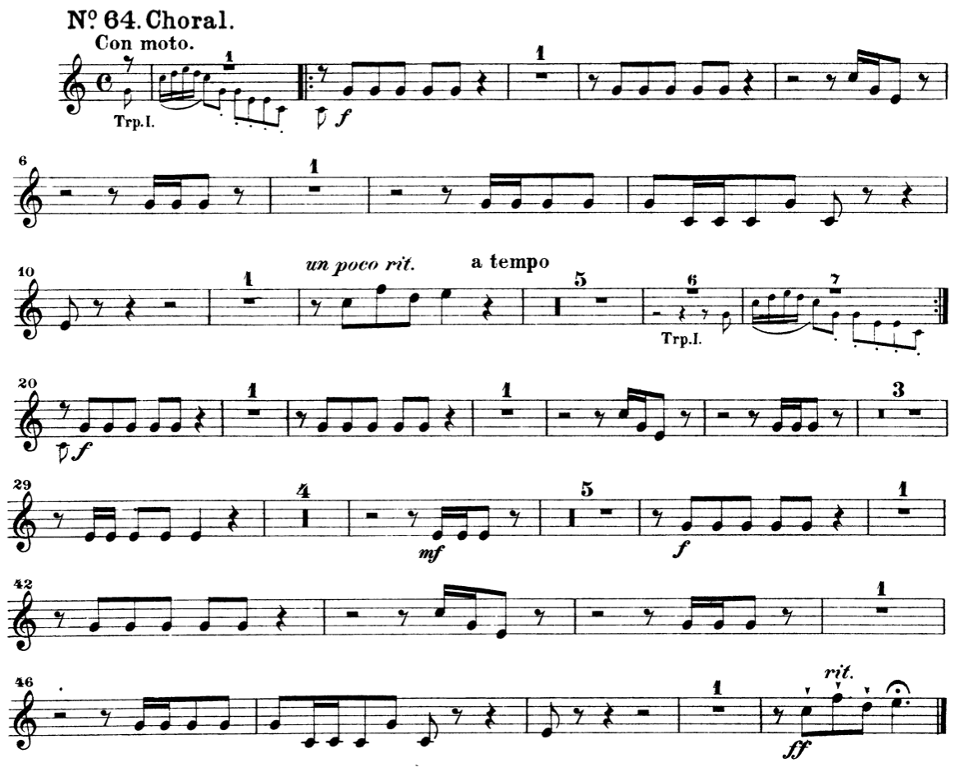 Nº 64. Choral.
Con moto.
1 1
Trp.I. f
6 1
10 1 un poco rit. a tempo 5 6 7
Trp.I.
20 1 1 3
f
29 4 5 1
mf f
42 1
46 1 rit.
ff